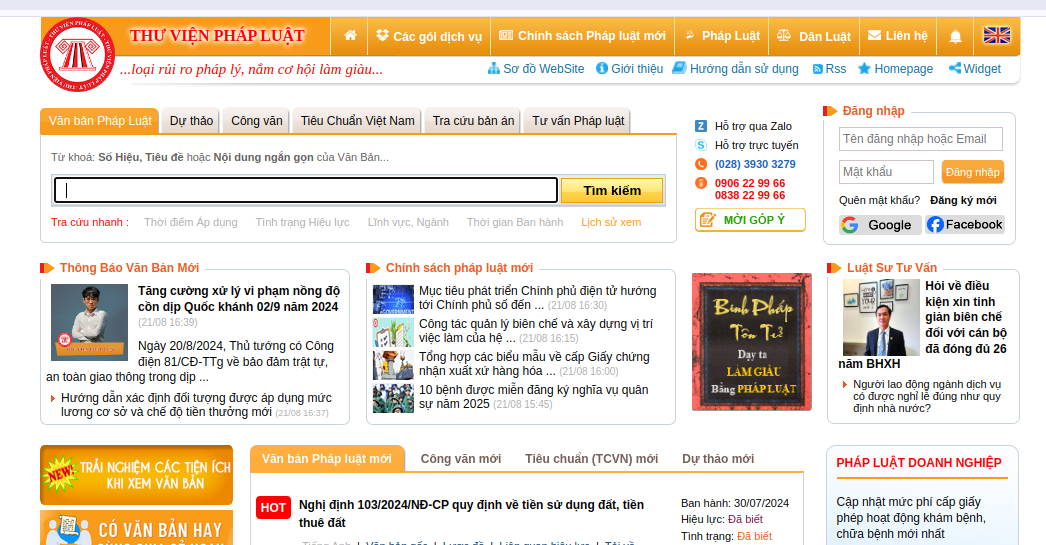 THƯ VIỆN PHÁP LUẬT
Các gói dịch vụ
Chính sách Pháp luật mới
Pháp Luật
Dân Luật
Liên hệ
...loại rủi ro pháp lý, nắm cơ hội làm giàu...
Sơ đồ WebSite
Giới thiệu
Hướng dẫn sử dụng
Rss
Homepage
Widget
Văn bản Pháp Luật
Dự thảo
Công văn
Tiêu Chuẩn Việt Nam
Tra cứu bản án
Tư vấn Pháp luật
Từ khoá: Số Hiệu, Tiêu đề hoặc Nội dung ngắn gọn của Văn Bản...
Tìm kiếm
Tra cứu nhanh :
Thời điểm Áp dụng
Tình trạng Hiệu lực
Lĩnh vực, Ngành
Thời gian Ban hành
Lịch sử xem
Hỗ trợ qua Zalo
Hỗ trợ trực tuyến
(028) 3930 3279
0906 22 99 66
0838 22 99 66
MỜI GÓP Ý
Đăng nhập
Tên đăng nhập hoặc Email
Mật khẩu
Đăng nhập
Quên mật khẩu?
Đăng ký mới
Google
Facebook
Thông Báo Văn Bản Mới
Tăng cường xử lý vi phạm nồng độ
cồn dịp Quốc khánh 02/9 năm 2024
(21/08 16:39)
Ngày 20/8/2024, Thủ tướng có Công
điện 81/CĐ-TTg về bảo đảm trật tự,
an toàn giao thông trong dịp ...
Hướng dẫn xác định đối tượng được áp dụng mức
lương cơ sở và chế độ tiền thưởng mới (21/08 16:37)
Chính sách pháp luật mới
Mục tiêu phát triển Chính phủ điện tử hướng
tới Chính phủ số đến ... (21/08 16:30)
Công tác quản lý biên chế và xây dựng vị trí
việc làm của hệ ... (21/08 16:15)
Tổng hợp các biểu mẫu về cấp Giấy chứng
nhận xuất xứ hàng hóa ... (21/08 16:00)
10 bệnh được miễn đăng ký nghĩa vụ quân
sự năm 2025 (21/08 15:45)
Binh Pháp
Tôn Tử
Dạy ta
LÀM GIÀU
Bằng PHÁP LUẬT
Luật Sư Tư Vấn
Hỏi về điều
kiện xin tinh
giản biên chế
đối với cán bộ
đã đóng đủ 26
năm BHXH
Người lao động ngành dịch vụ
có được nghỉ lễ đúng như quy
định nhà nước?
NEW!
TRẢI NGHIỆM CÁC TIỆN ÍCH
KHI XEM VĂN BẢN
CÓ VĂN BẢN HAY
Văn bản Pháp luật mới
Công văn mới
Tiêu chuẩn (TCVN) mới
Dự thảo mới
HOT
Nghị định 103/2024/NĐ-CP quy định về tiền sử dụng đất, tiền
thuê đất
Ban hành: 30/07/2024
Hiệu lực: Đã biết
Tình trạng: Đã biết
PHÁP LUẬT DOANH NGHIỆP
Cập nhật mức phí cấp giấy
phép hoạt động khám bệnh,
chữa bệnh mới nhất